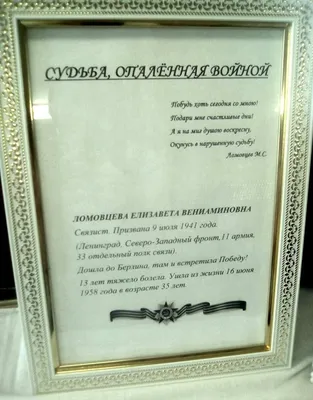 СУДЬБА, ОПАЛЁННАЯ ВОЙНОЙ
Побудь хоть сегодня со мною!
Подари мне счастливые дни!
А я на миг душою воскресну,
Окунусь в нарушенную судьбу!
Ломовцев М.С.
ЛОМОВЦЕВА ЕЛИЗАВЕТА ВЕНИАМИНОВНА
Связист. Призвана 9 июля 1941 года.
(Ленинград, Северо-Западный фронт,11 армия,
33 отдельный полк связи).
Дошла до Берлина, там и встретила Победу!
13 лет тяжело болела. Ушла из жизни 16 июня
1958 года в возрасте 35 лет